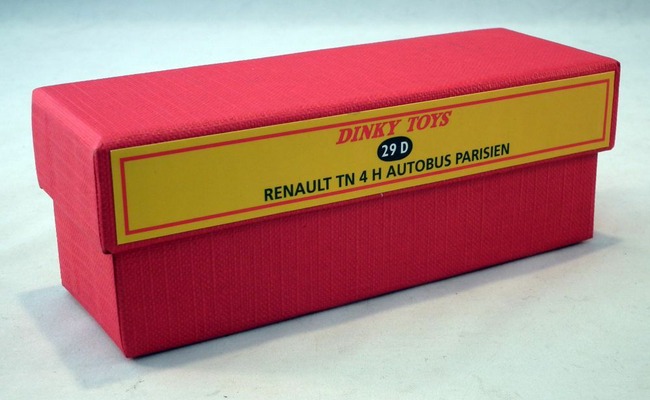 DINKY TOYS
29 D
RENAULT TN 4 H AUTOBUS PARISIEN